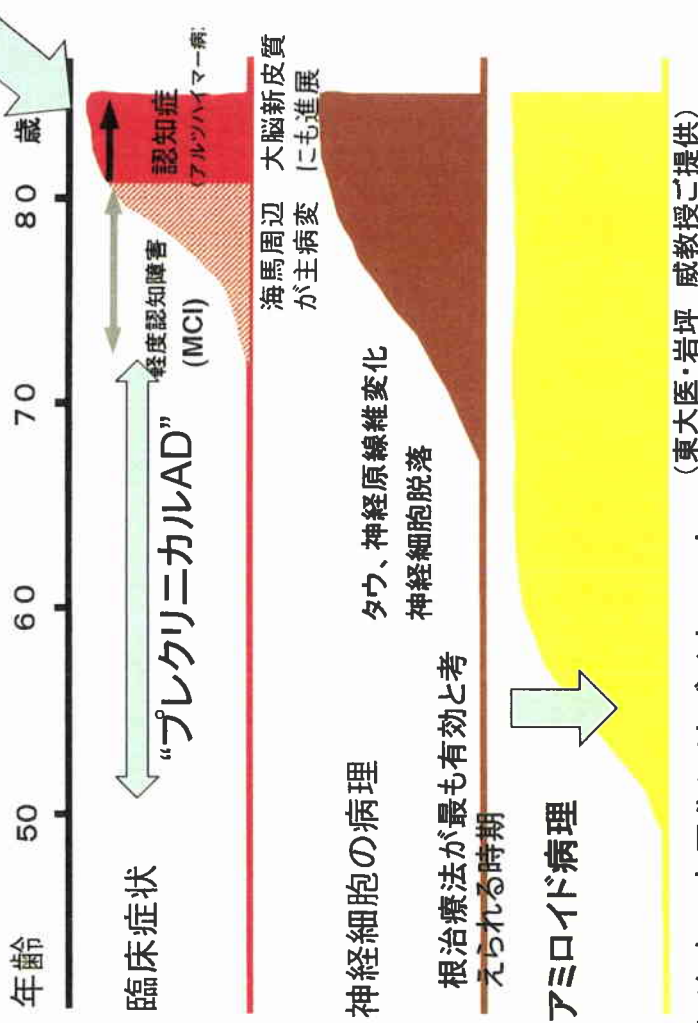 年齢 50 60 70 80 歳
臨床症状
“プレクリニカルAD”
軽度認知障害
(MCI)
認知症
(アルツハイマー病
海馬周辺
が主病変
大脳新皮質
にも進展
神経細胞の病理
タウ、神経原線維変化
神経細胞脱落
根治療法が最も有効と考
えられる時期
アミロイド病理
(東大医・岩坪 威教授ご提供)